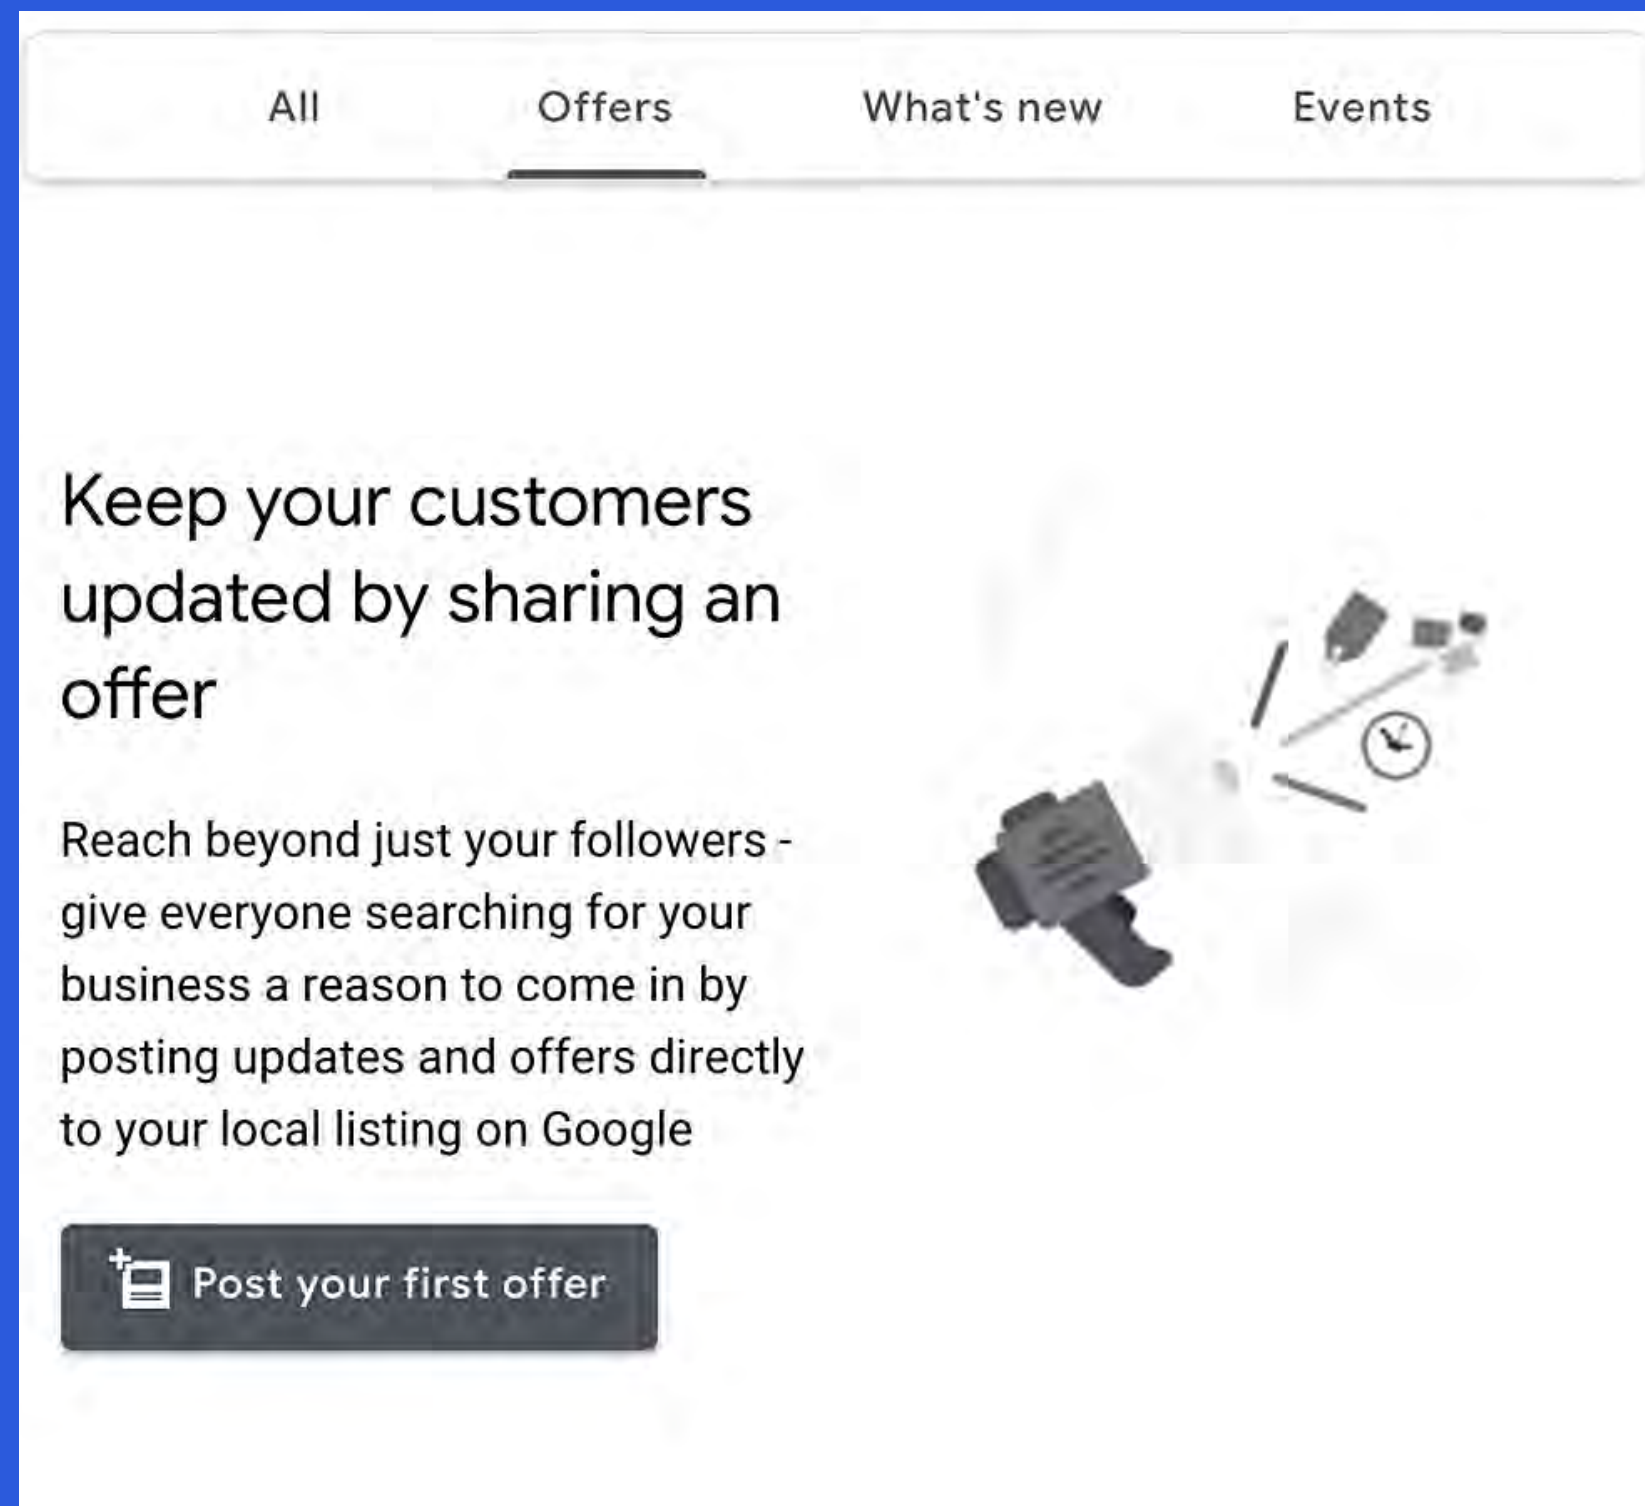 All
Offers
What's new
Events
Keep your customers
updated by sharing an
offer
Reach beyond just your followers -
give everyone searching for your
business a reason to come in by
posting updates and offers directly
to your local listing on Google
Post your first offer